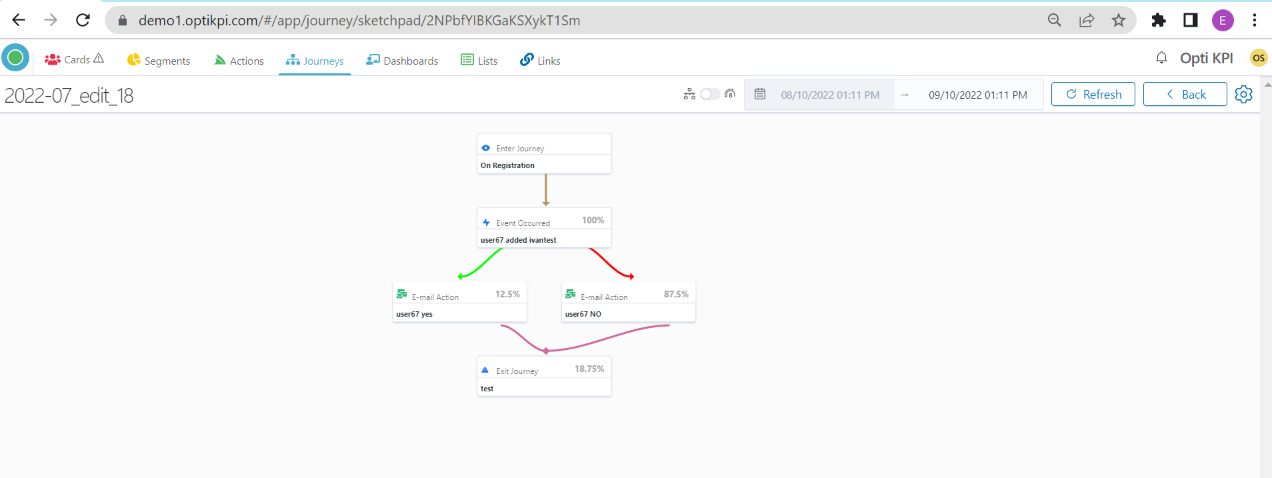 demo1.optikpi.com/#/app/journey/sketchpad/2NPbfYIBKGaKSXykT1Sm
E
Cards Segments Actions Journeys Dashboards Lists Links Opti KPI OS
2022-07_edit_18 08/10/2022 01:11 PM → 09/10/2022 01:11 PM Refresh Back
Enter Journey
On Registration
Event Occurred 100%
user67 added ivantest
E-mail Action 12.5% E-mail Action 87.5%
user67 yes user67 NO
Exit Journey 18.75%
test